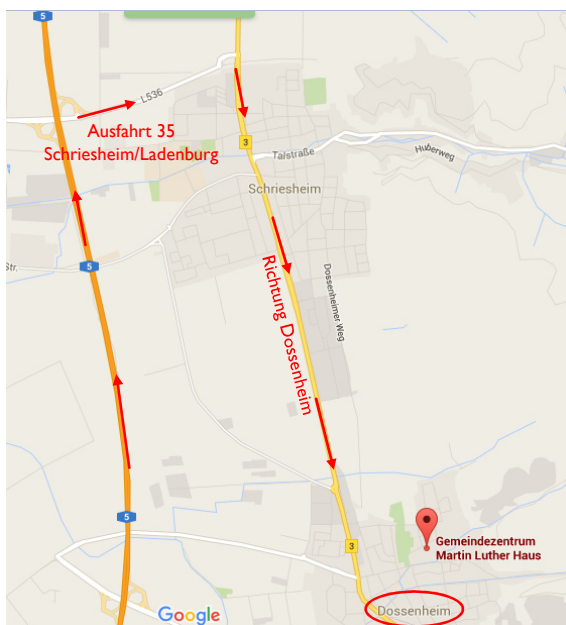 5
L536
Ausfahrt 35
Schriesheim/Ladenburg
3
Talstraße
Huberweg
Schriesheim
Str.
5
Richtung Dossenheim
Dossenheimer Weg
5
3
Gemeindezentrum
Martin Luther Haus
Google
Dossenheim